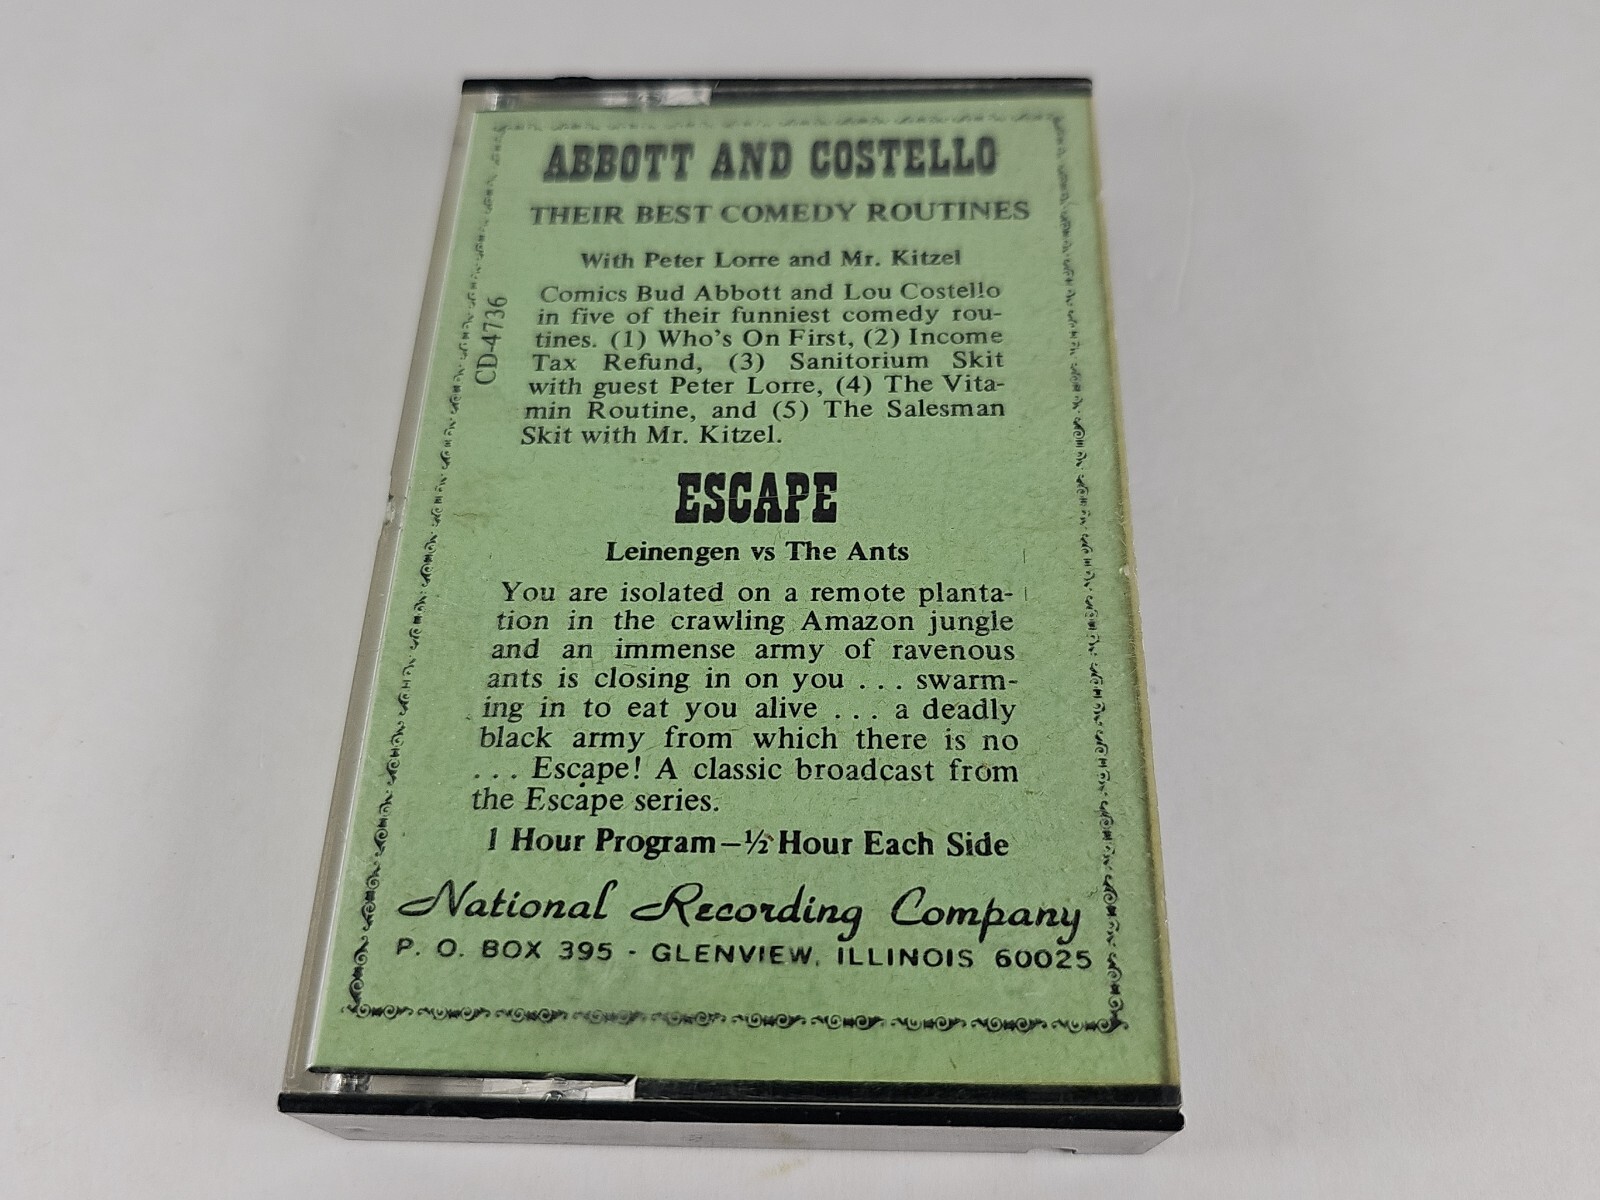 ABBOTT AND COSTELLO
THEIR BEST COMEDY ROUTINES
With Peter Lorre and Mr. Kitzel
Comics Bud Abbott and Lou Costello
in five of their funniest comedy rou-
tines. (1) Who's On First, (2) Income
Tax Refund, (3) Sanitorium Skit
with guest Peter Lorre, (4) The Vita-
min Routine, and (5) The Salesman
Skit with Mr. Kitzel.
CD-4736
ESCAPE
Leinengen vs The Ants
You are isolated on a remote planta-
tion in the crawling Amazon jungle
and an immense army of ravenous
ants is closing in on you . . . swarm-
ing in to eat you alive . . . a deadly
black army from which there is no
. . . Escape! A classic broadcast from
the Escape series.
1 Hour Program–½ Hour Each Side
National Recording Company
P. O. BOX 395 - GLENVIEW, ILLINOIS 60025